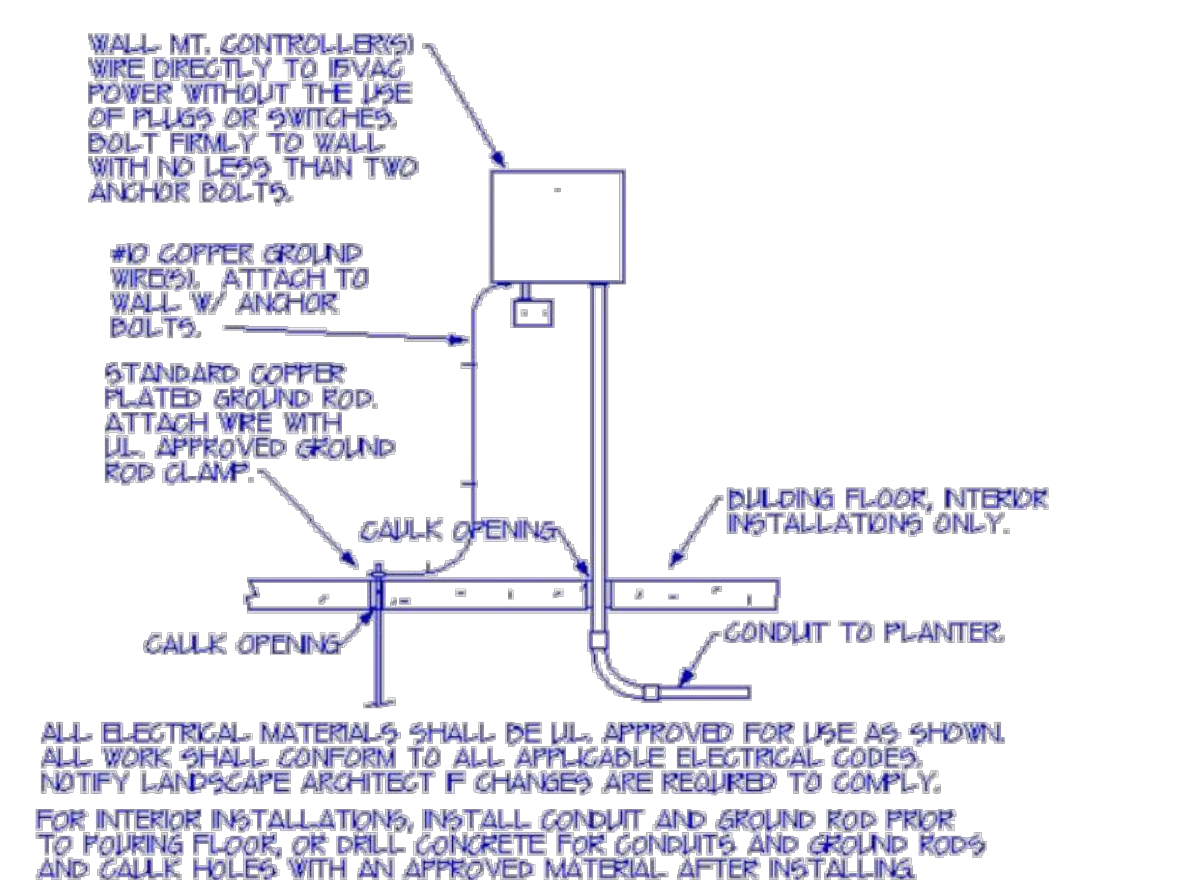 WALL MT. CONTROLLER(S)
WIRE DIRECTLY TO 15VAC
POWER WITHOUT THE USE
OF PLUGS OR SWITCHES.
BOLT FIRMLY TO WALL
WITH NO LESS THAN TWO
ANCHOR BOLTS.
#10 COPPER GROUND
WIRE(S). ATTACH TO
WALL W/ ANCHOR
BOLTS.
STANDARD COPPER
PLATED GROUND ROD.
ATTACH WIRE WITH
U.L. APPROVED GROUND
ROD CLAMP.
CAULK OPENING
BUILDING FLOOR, INTERIOR
INSTALLATIONS ONLY.
CAULK OPENING
CONDUIT TO PLANTER.
ALL ELECTRICAL MATERIALS SHALL BE U.L. APPROVED FOR USE AS SHOWN.
ALL WORK SHALL CONFORM TO ALL APPLICABLE ELECTRICAL CODES.
NOTIFY LANDSCAPE ARCHITECT IF CHANGES ARE REQUIRED TO COMPLY.
FOR INTERIOR INSTALLATIONS, INSTALL CONDUIT AND GROUND ROD PRIOR
TO POURING FLOOR, OR DRILL CONCRETE FOR CONDUITS AND GROUND RODS
AND CAULK HOLES WITH AN APPROVED MATERIAL AFTER INSTALLING.